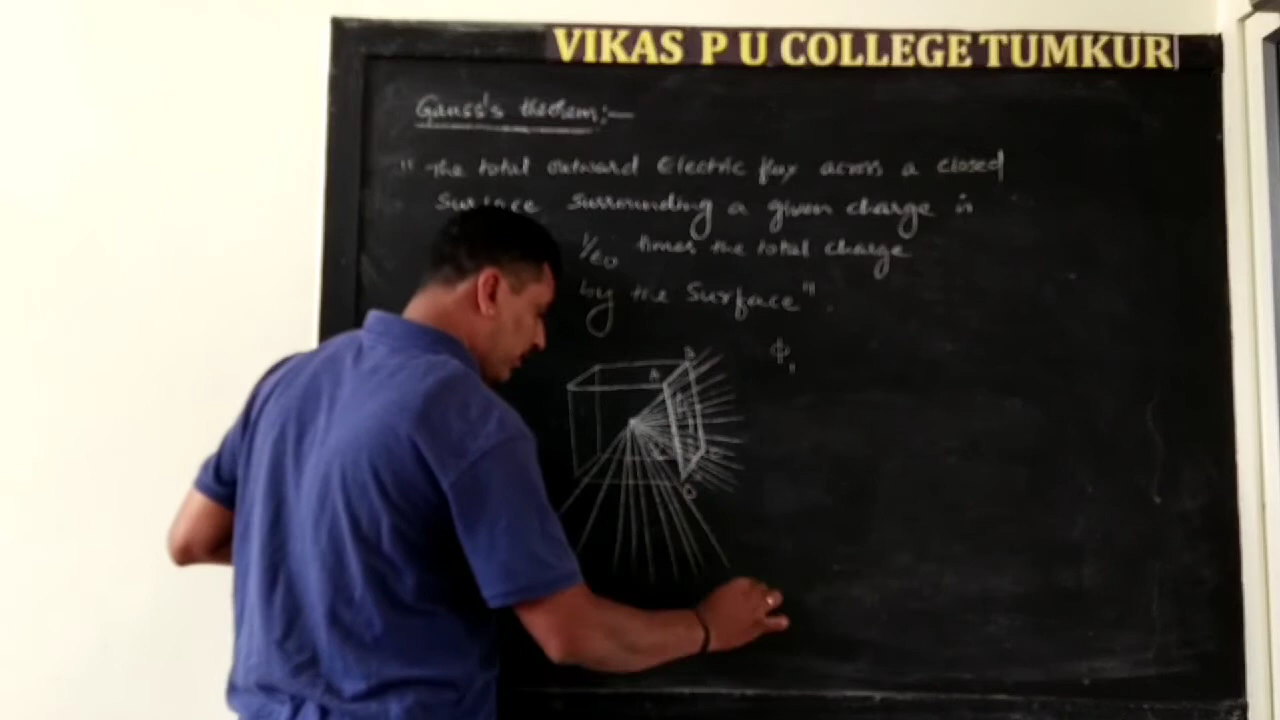 VIKAS P U COLLEGE TUMKUR
Gauss's theorem:-
" The total outward Electric flux across a closed
Surface surrounding a given charge is
1/ε₀ times the total charge
by the Surface".
Φ₁
B
A
D